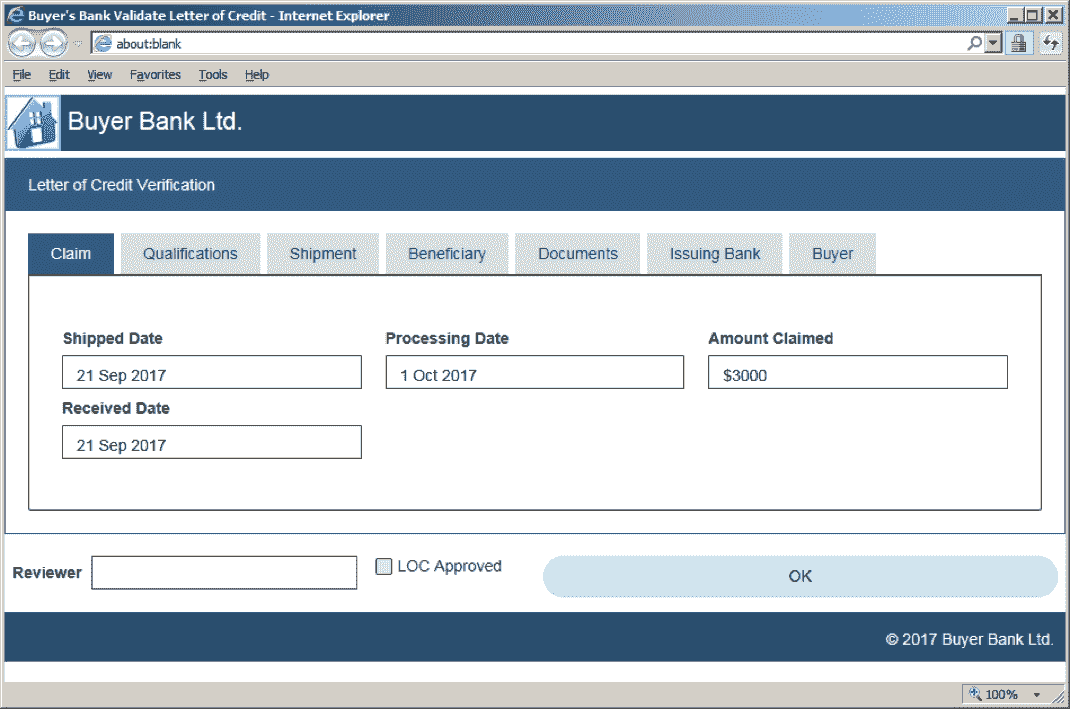 Buyer's Bank Validate Letter of Credit - Internet Explorer
about:blank
File Edit View Favorites Tools Help
Buyer Bank Ltd.
Letter of Credit Verification
Claim Qualifications Shipment Beneficiary Documents Issuing Bank Buyer
Shipped Date Processing Date Amount Claimed
21 Sep 2017 1 Oct 2017 $3000
Received Date
21 Sep 2017
Reviewer LOC Approved OK
© 2017 Buyer Bank Ltd.
100%